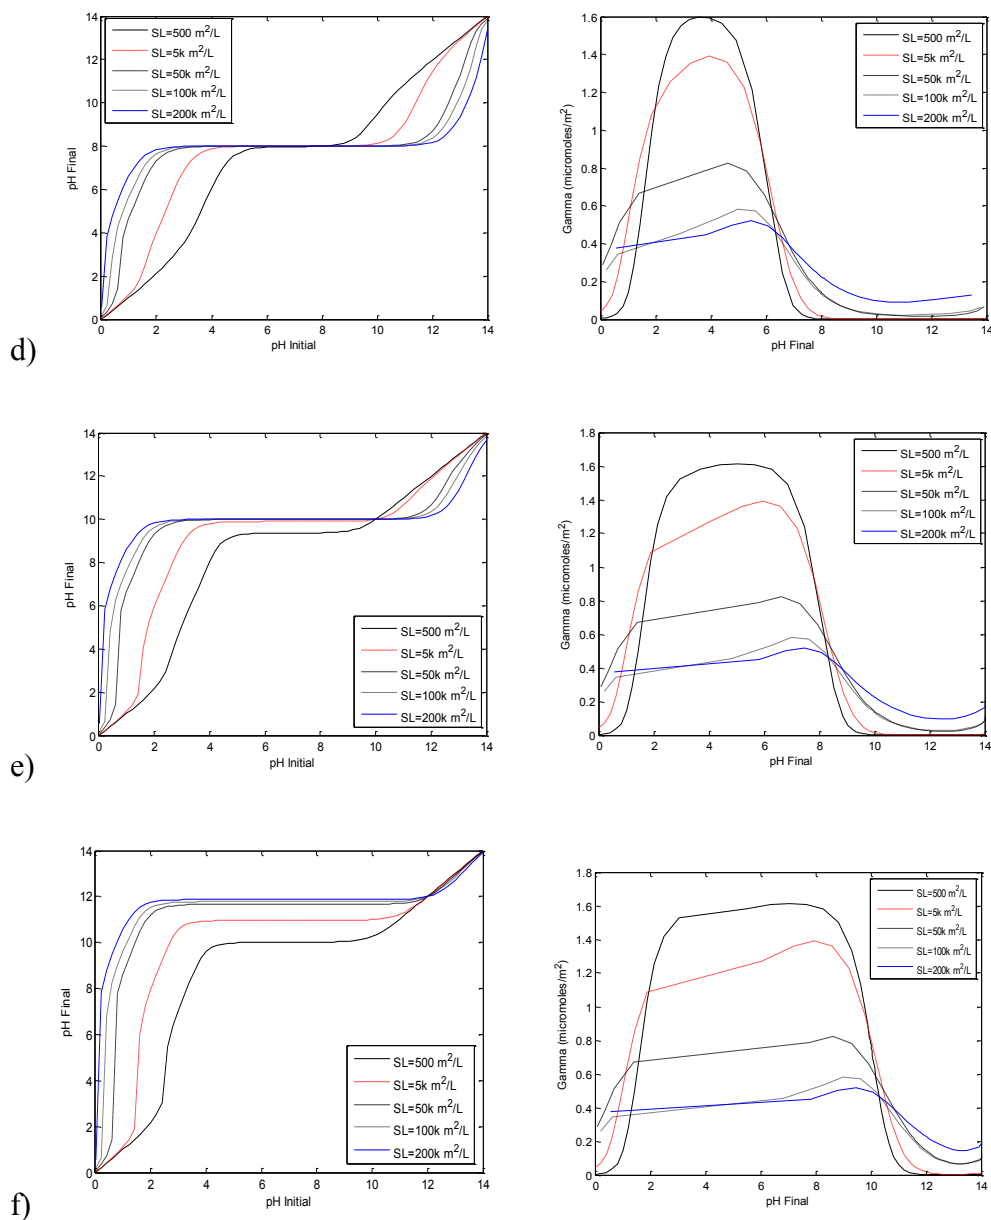 14
12
10
8
6
4
2
0
pH Final
0 2 4 6 8 10 12 14
pH Initial
SL=500 m²/L
SL=5k m²/L
SL=50k m²/L
SL=100k m²/L
SL=200k m²/L
1.6
1.4
1.2
1
0.8
0.6
0.4
0.2
0
Gamma (micromoles/m²)
0 2 4 6 8 10 12 14
pH Final
SL=500 m²/L
SL=5k m²/L
SL=50k m²/L
SL=100k m²/L
SL=200k m²/L
d)
14
12
10
8
6
4
2
0
pH Final
0 2 4 6 8 10 12 14
pH Initial
SL=500 m²/L
SL=5k m²/L
SL=50k m²/L
SL=100k m²/L
SL=200k m²/L
1.8
1.6
1.4
1.2
1
0.8
0.6
0.4
0.2
0
Gamma (micromoles/m²)
0 2 4 6 8 10 12 14
pH Final
SL=500 m²/L
SL=5k m²/L
SL=50k m²/L
SL=100k m²/L
SL=200k m²/L
e)
14
12
10
8
6
4
2
0
pH Final
0 2 4 6 8 10 12 14
pH Initial
SL=500 m²/L
SL=5k m²/L
SL=50k m²/L
SL=100k m²/L
SL=200k m²/L
1.8
1.6
1.4
1.2
1
0.8
0.6
0.4
0.2
0
Gamma (micromoles/m²)
0 2 4 6 8 10 12 14
pH Final
SL=500 m²/L
SL=5k m²/L
SL=50k m²/L
SL=100k m²/L
SL=200k m²/L
f)